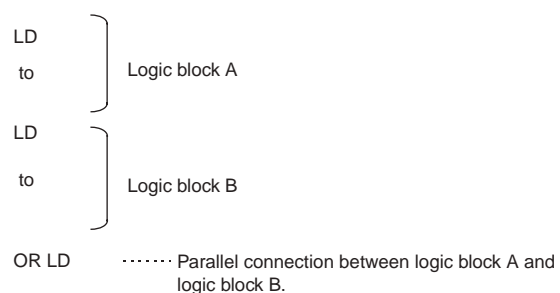 LD
to
Logic block A
LD
to
Logic block B
OR LD ········ Parallel connection between logic block A and
logic block B.